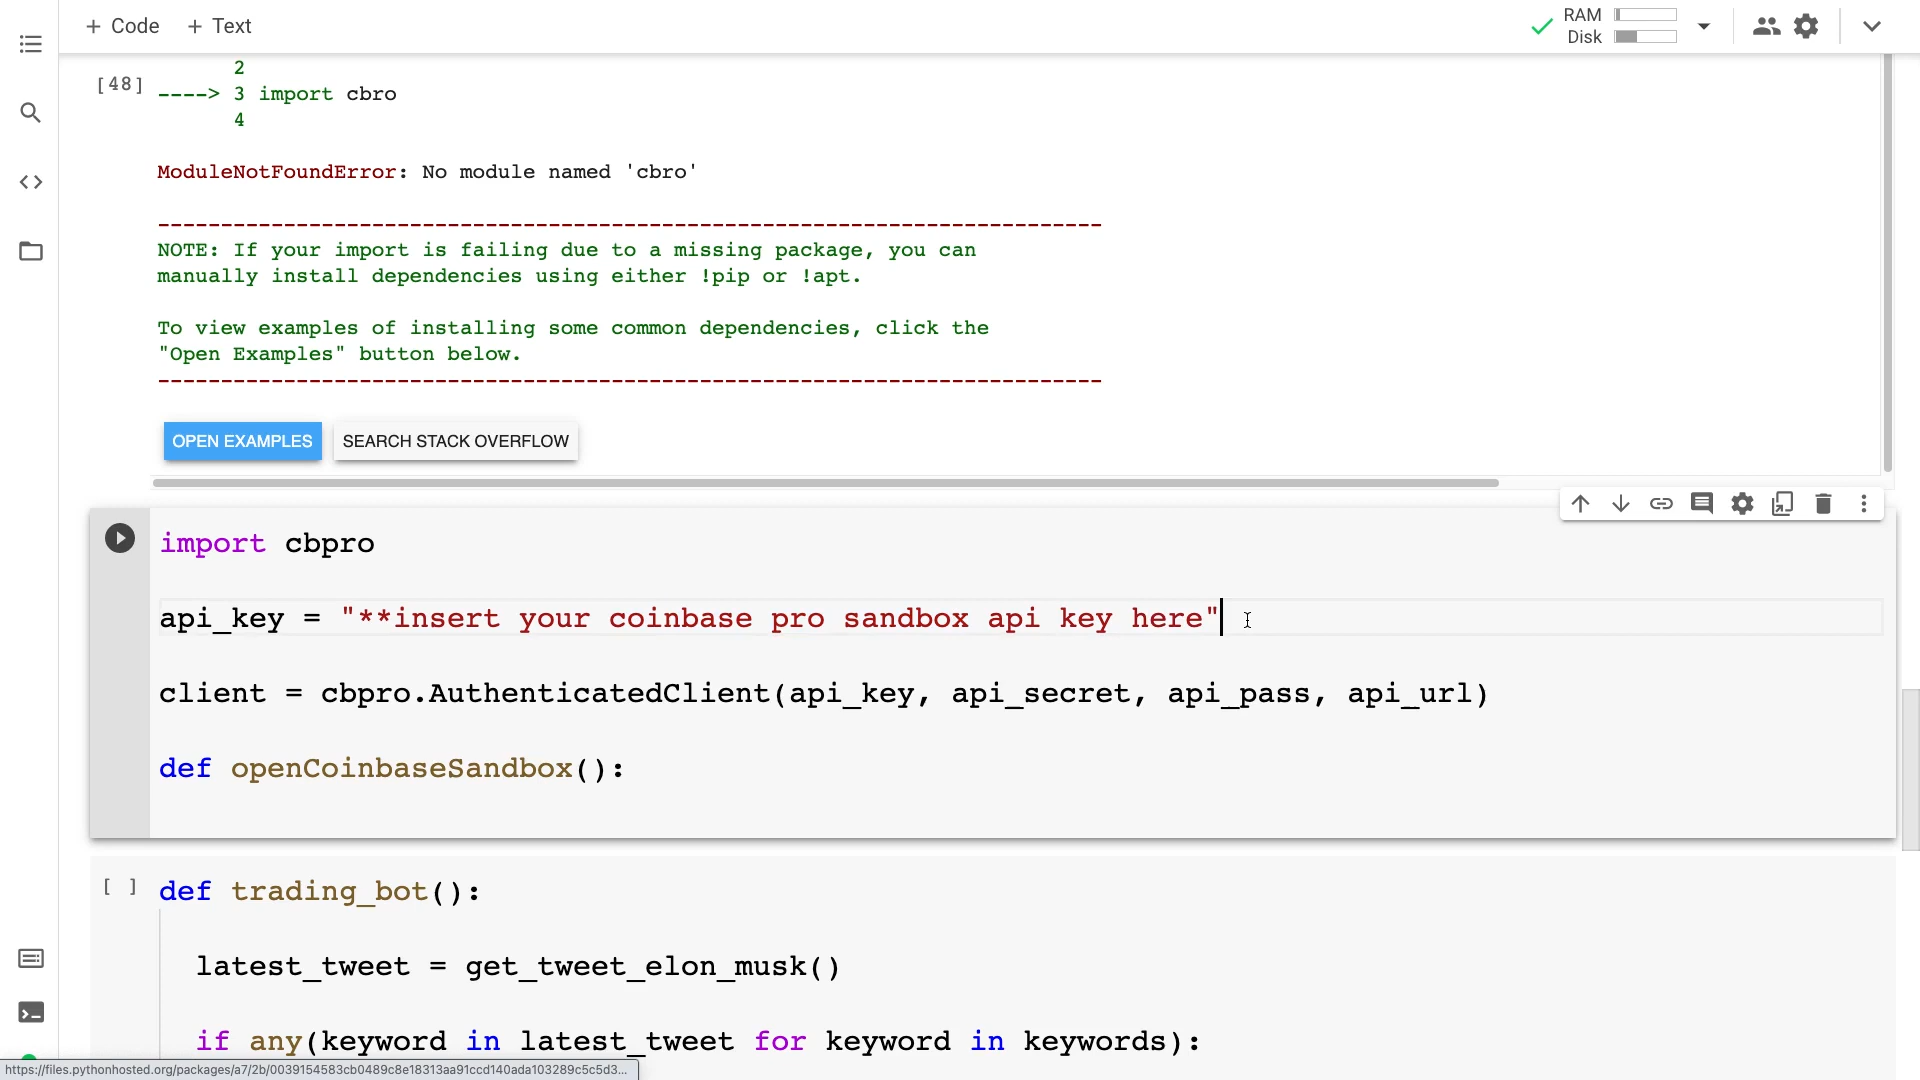 + Code + Text
RAM
Disk
2
[48] ----> 3 import cbro
4
ModuleNotFoundError: No module named 'cbro'
---------------------------------------------------------------------------
NOTE: If your import is failing due to a missing package, you can
manually install dependencies using either !pip or !apt.
To view examples of installing some common dependencies, click the
"Open Examples" button below.
---------------------------------------------------------------------------
OPEN EXAMPLES SEARCH STACK OVERFLOW
import cbpro
api_key = "**insert your coinbase pro sandbox api key here"
client = cbpro.AuthenticatedClient(api_key, api_secret, api_pass, api_url)
def openCoinbaseSandbox():
[ ] def trading_bot():
latest_tweet = get_tweet_elon_musk()
if any(keyword in latest_tweet for keyword in keywords):
https://files.pythonhosted.org/packages/a7/2b/0039154583cb0489c8e18313aa91ccd140ada103289c5c5d3...